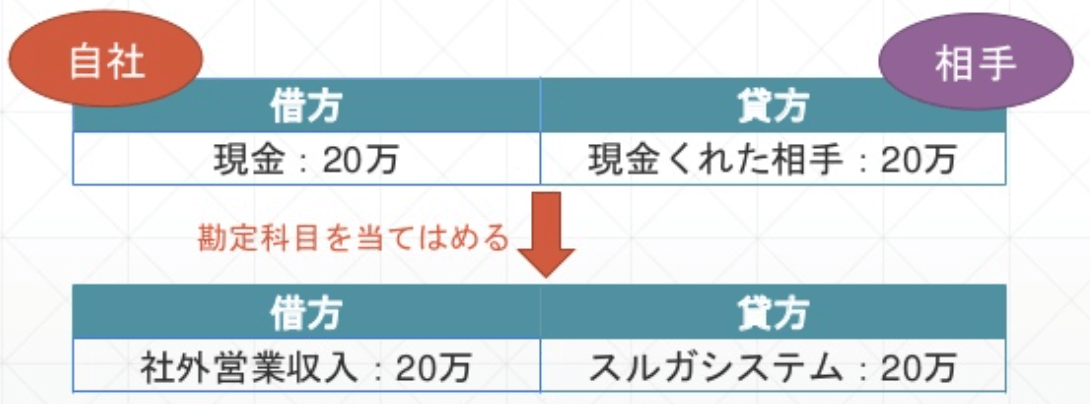 自社
相手
借方 貸方
現金：20万 現金くれた相手：20万
勘定科目を当てはめる
借方 貸方
社外営業収入：20万 スルガシステム：20万